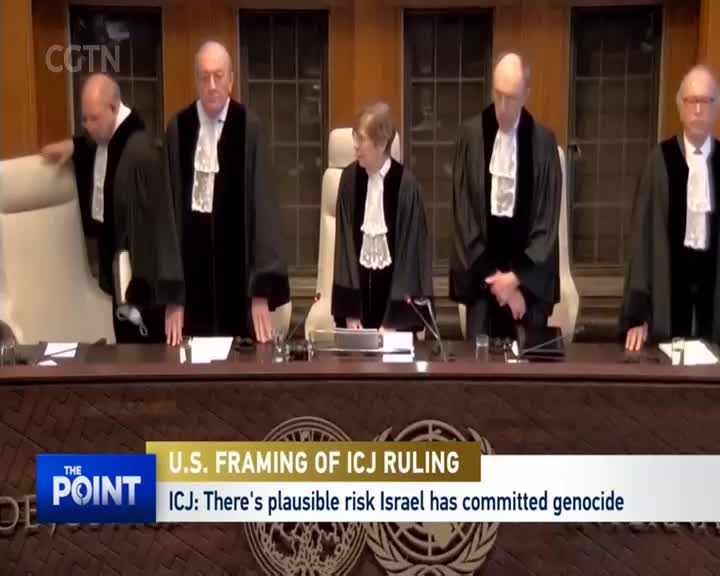 CGTN
U.S. FRAMING OF ICJ RULING
THE
POINT
ICJ: There's plausible risk Israel has committed genocide